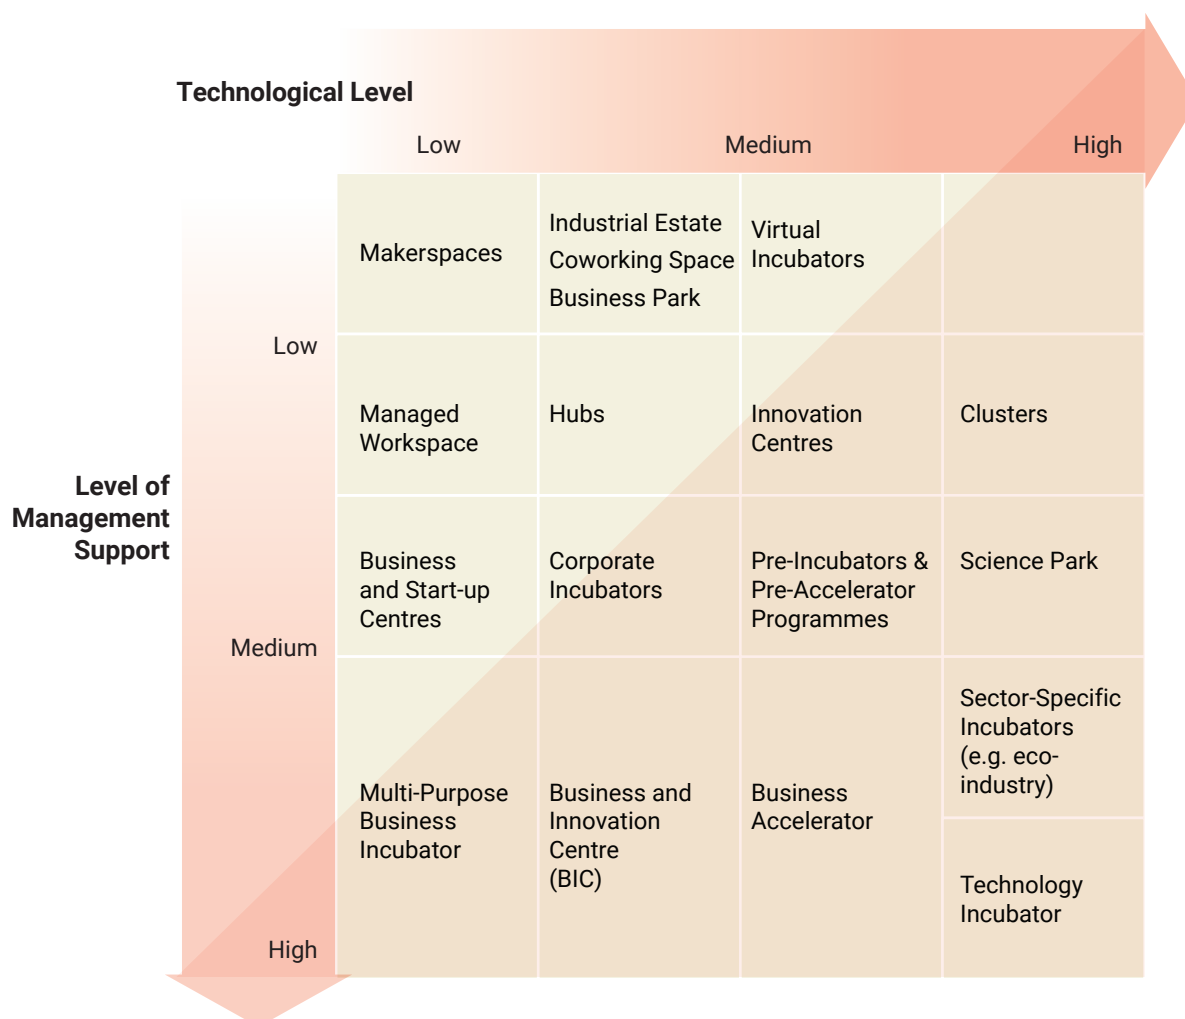 Technological Level
Low
Medium
High
Makerspaces
Industrial Estate
Coworking Space
Business Park
Virtual
Incubators
Low
Managed
Workspace
Hubs
Innovation
Centres
Clusters
Level of
Management
Support
Business
and Start-up
Centres
Corporate
Incubators
Pre-Incubators &
Pre-Accelerator
Programmes
Science Park
Medium
Multi-Purpose
Business
Incubator
Business and
Innovation
Centre
(BIC)
Business
Accelerator
Sector-Specific
Incubators
(e.g. eco-
industry)
Technology
Incubator
High